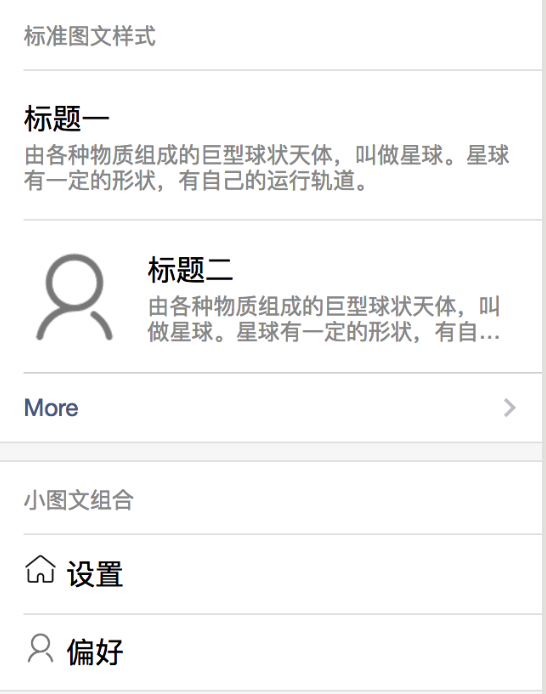 标准图文样式
标题一
由各种物质组成的巨型球状天体，叫做星球。星球
有一定的形状，有自己的运行轨道。
标题二
由各种物质组成的巨型球状天体，叫
做星球。星球有一定的形状，有自…
More
小图文组合
设置
偏好